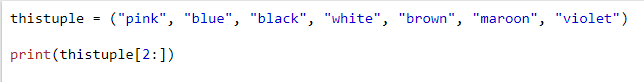 thistuple = ("pink", "blue", "black", "white", "brown", "maroon", "violet")
print(thistuple[2:])